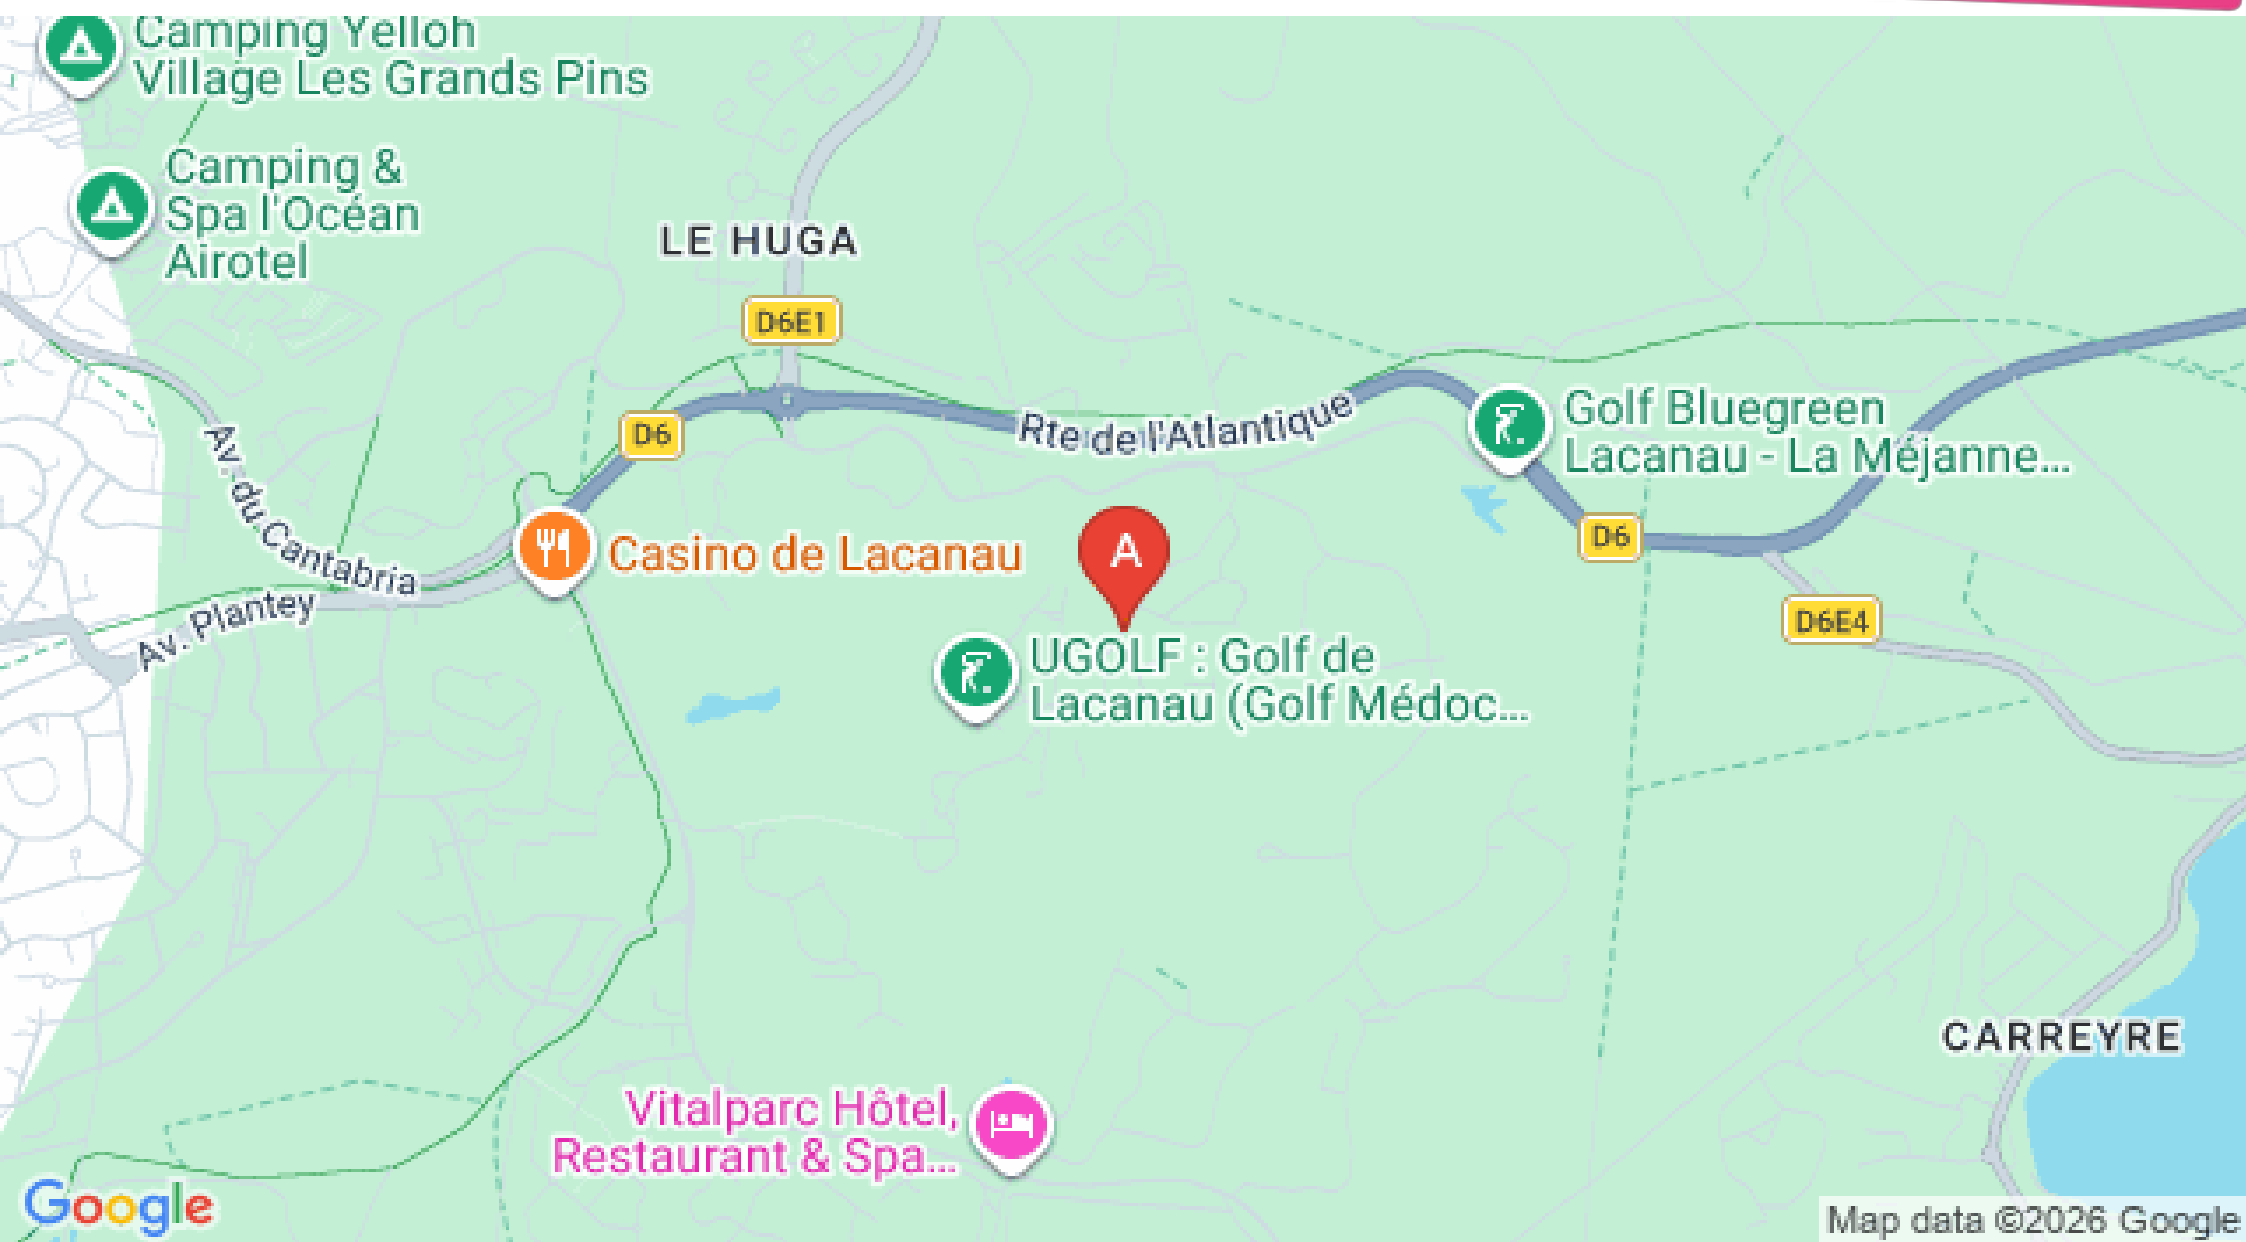 Camping Yelloh
Village Les Grands Pins
Camping &
Spa l'Océan
Airotel
LE HUGA
D6E1
D6
Rte de l'Atlantique
Golf Bluegreen
Lacanau - La Méjanne...
Av. du Cantabria
Casino de Lacanau
A
D6
D6E4
Av. Plantey
UGOLF : Golf de
Lacanau (Golf Médoc...
CARREYRE
Vitalparc Hôtel,
Restaurant & Spa...
Google
Map data ©2026 Google